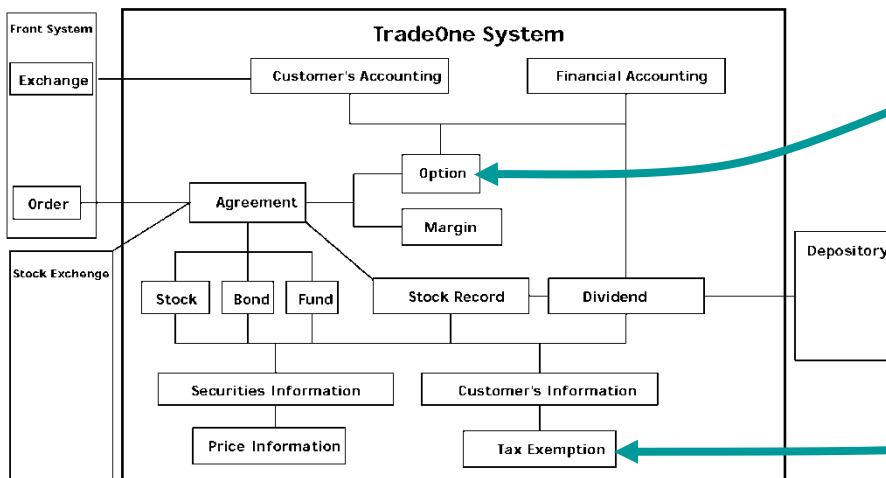 Front System
TradeOne System
Exchange
Customer's Accounting
Financial Accounting
Option
Order
Agreement
Margin
Stock Exchange
Depository
Stock
Bond
Fund
Stock Record
Dividend
Securities Information
Customer's Information
Price Information
Tax Exemption